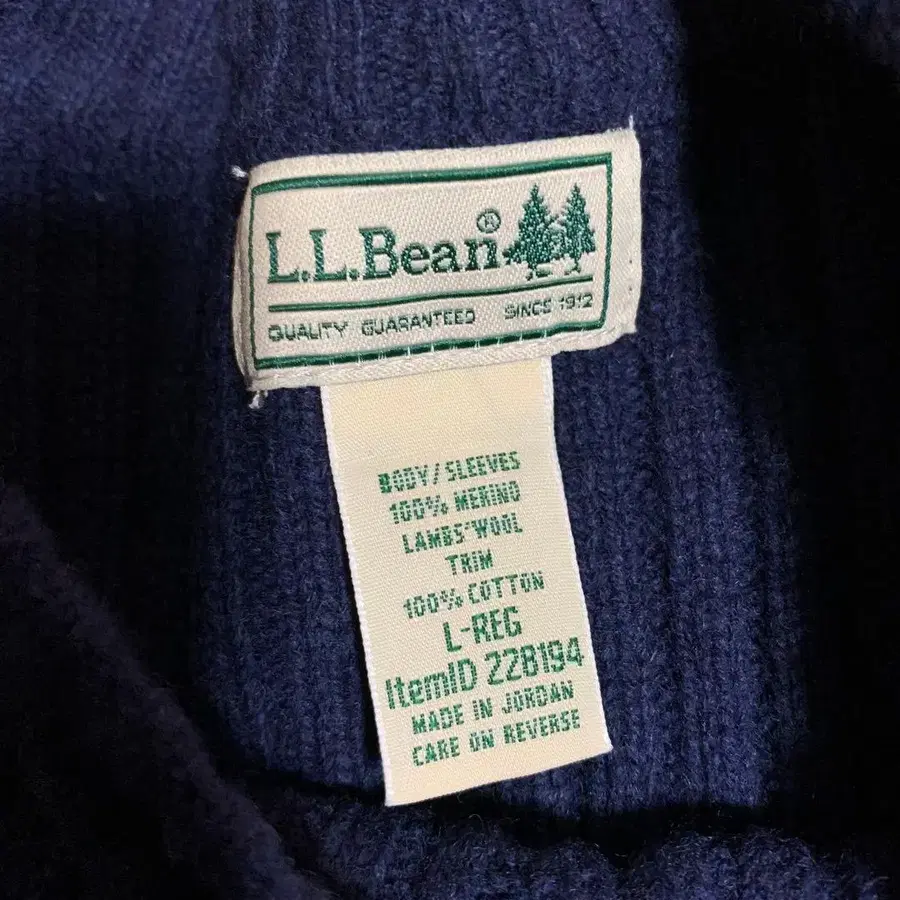 L.L.Bean®
QUALITY GUARANTEED SINCE 1912
BODY/SLEEVES
100% MERINO
LAMBS'WOOL
TRIM
100% COTTON
L-REG
ItemID 228194
MADE IN JORDAN
CARE ON REVERSE